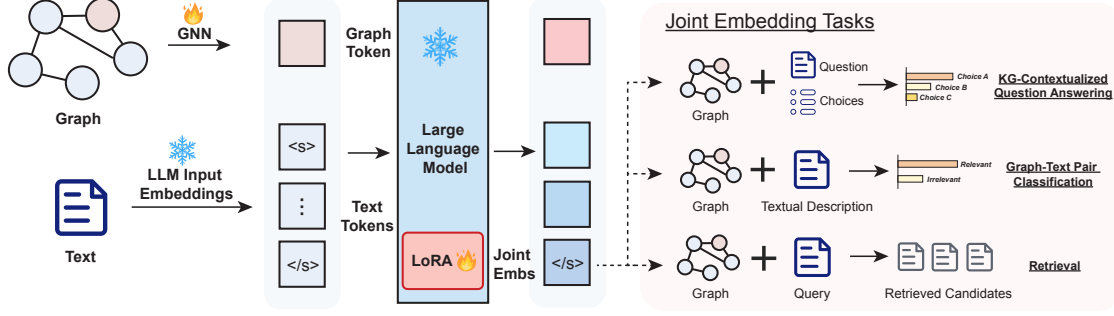 GNN
Graph
LLM Input
Embeddings
Text
<s>
⋮
</s>
Graph
Token
Text
Tokens
Large
Language
Model
LoRA
Joint
Embs
</s>
Joint Embedding Tasks
Graph
Question
Choices
Choice A
Choice B
Choice C
KG-Contextualized
Question Answering
Graph
Textual Description
Relevant
Irrelevant
Graph-Text Pair
Classification
Graph
Query
Retrieved Candidates
Retrieval